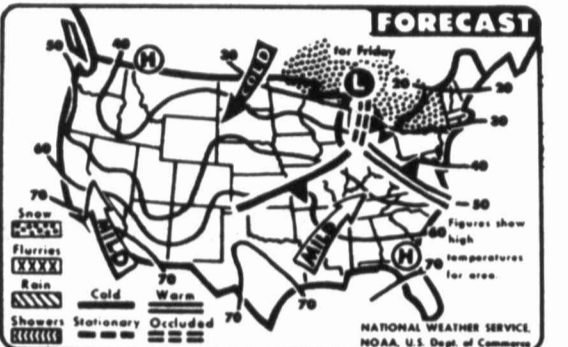 FORECAST
for Friday
50
40
H
20
COLD
L
20
20
30
60
40
70
50
MILD
MILD
60
H
70
Figures show
high
temperatures
for area.
Snow
Flurries
Rain
Showers
70
70
70
Cold
Warm
Stationary
Occluded
NATIONAL WEATHER SERVICE,
NOAA, U.S. Dept. of Commerce